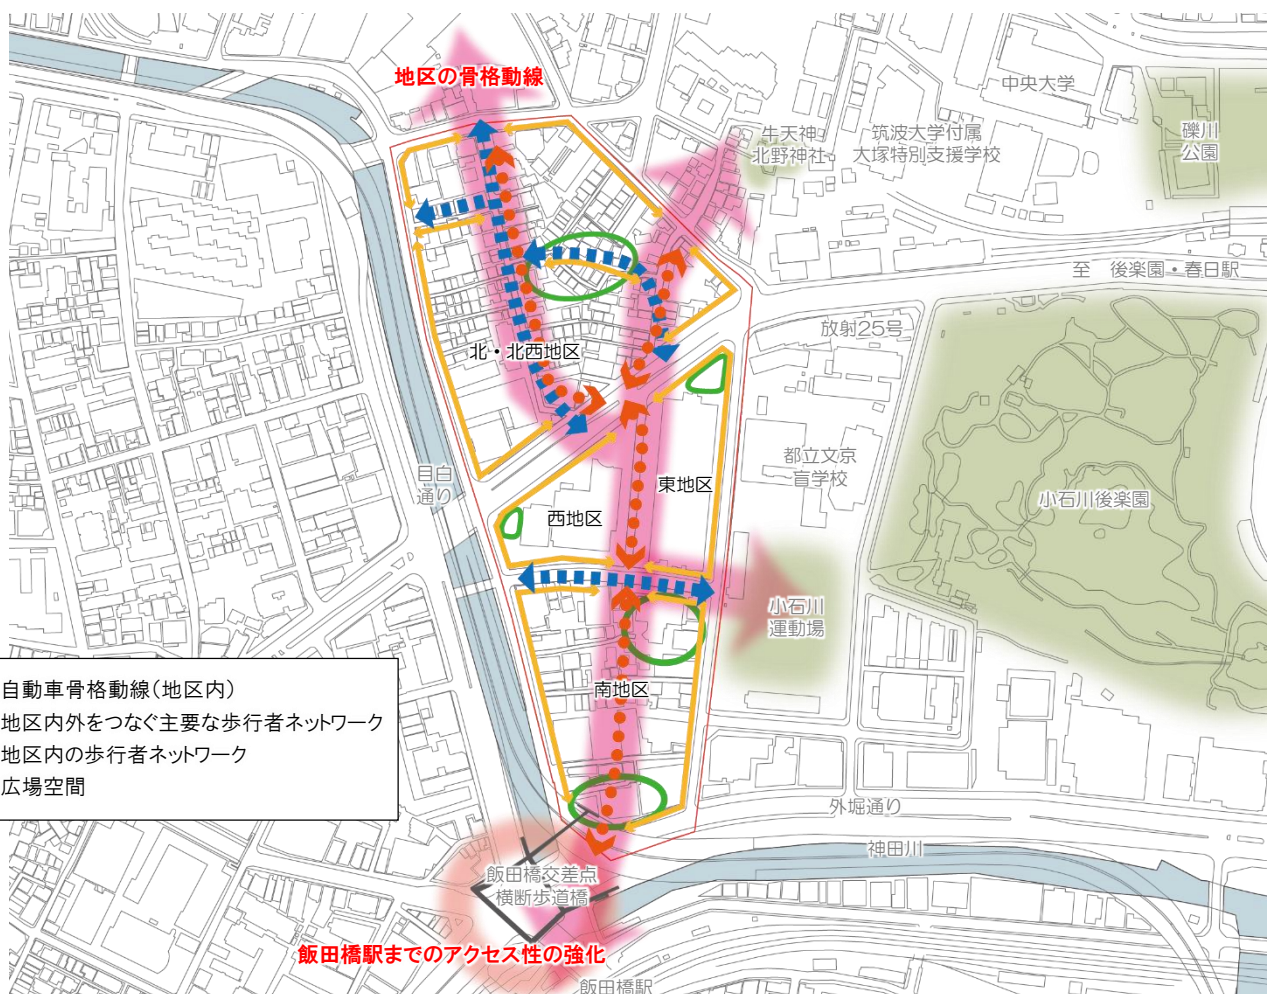 地区の骨格動線
中央大学
牛天神
北野神社
筑波大学付属
大塚特別支援学校
礫川
公園
至　後楽園・春日駅
放射25号
北・北西地区
目白
通り
東地区
都立文京
盲学校
小石川後楽園
西地区
小石川
運動場
南地区
自動車骨格動線(地区内)
地区内外をつなぐ主要な歩行者ネットワーク
地区内の歩行者ネットワーク
広場空間
外堀通り
神田川
飯田橋交差点
横断歩道橋
飯田橋駅までのアクセス性の強化
飯田橋駅